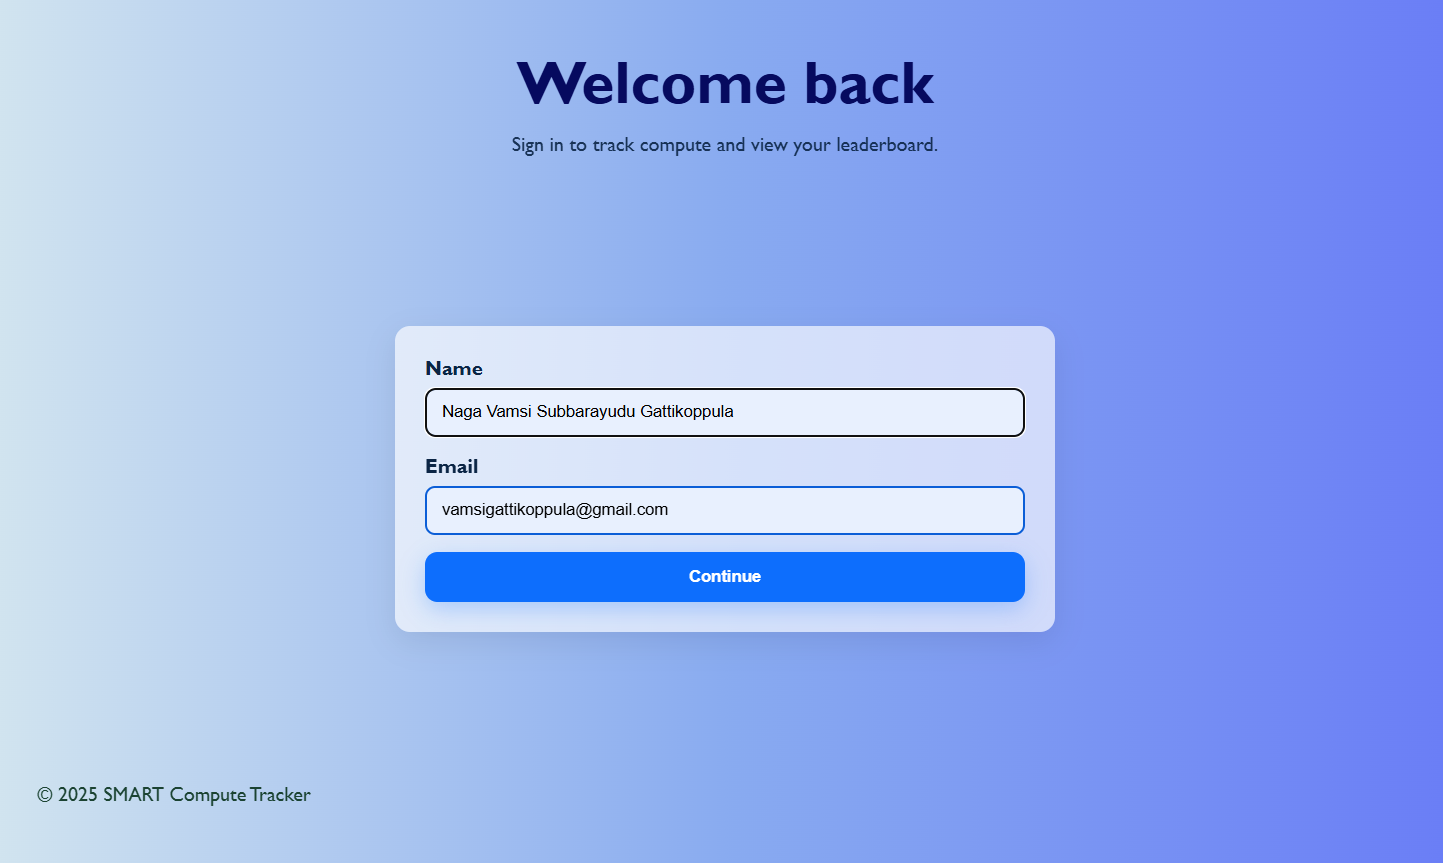 Welcome back
Sign in to track compute and view your leaderboard.
Name
Naga Vamsi Subbarayudu Gattikoppula
Email
vamsigattikoppula@gmail.com
Continue
© 2025 SMART Compute Tracker